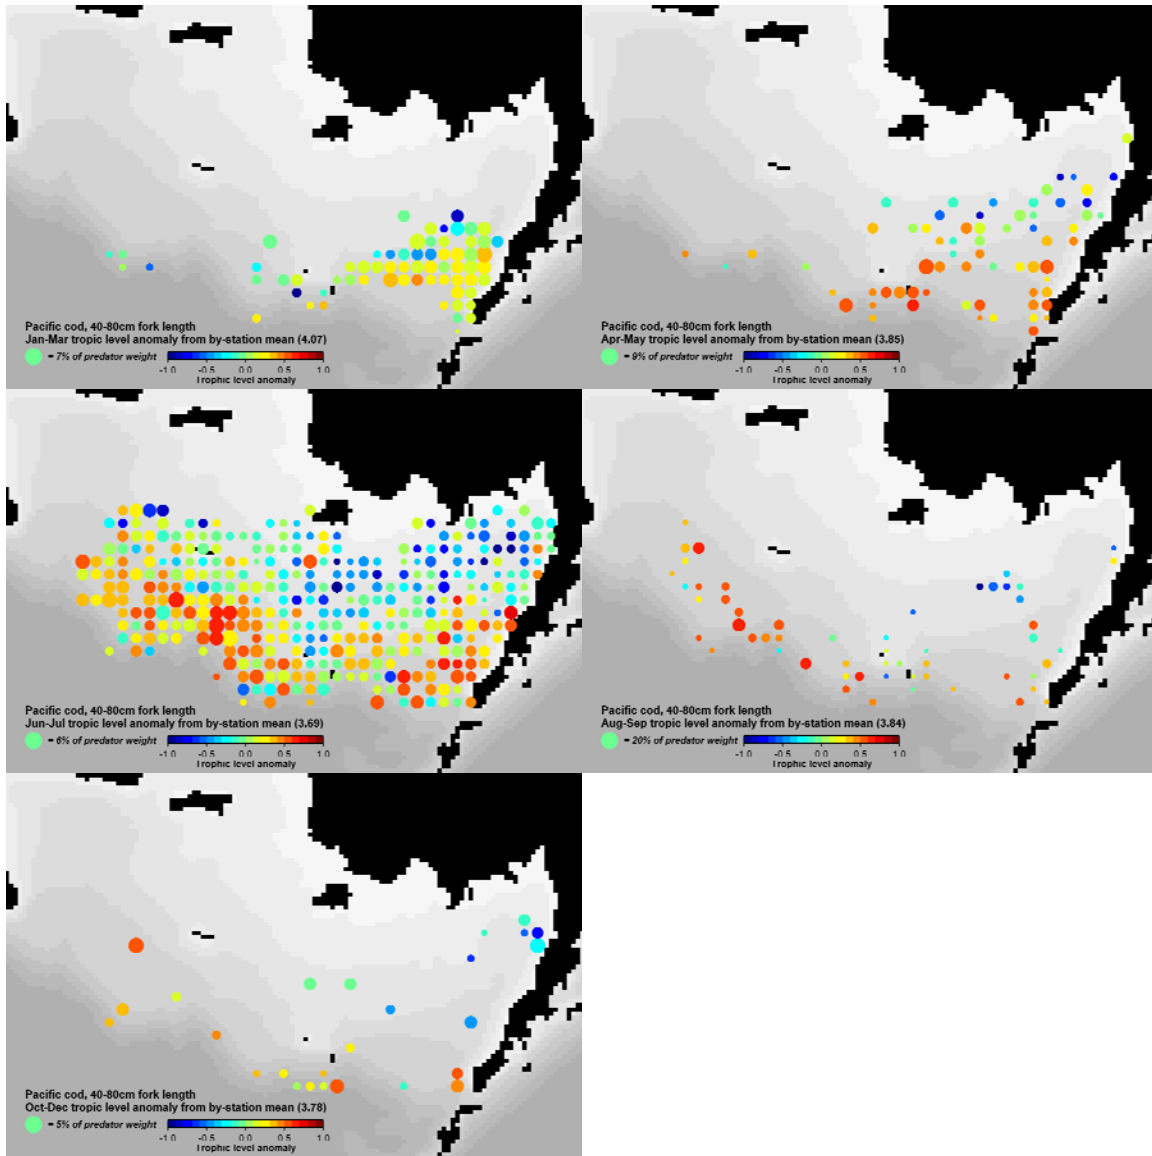 Pacific cod, 40-80cm fork length
Jan-Mar tropic level anomaly from by-station mean (4.07)
= 7% of predator weight
-1.0 -0.5 0.0 0.5 1.0
Trophic level anomaly
Pacific cod, 40-80cm fork length
Apr-May tropic level anomaly from by-station mean (3.85)
= 9% of predator weight
-1.0 -0.5 0.0 0.5 1.0
Trophic level anomaly
Pacific cod, 40-80cm fork length
Jun-Jul tropic level anomaly from by-station mean (3.69)
= 6% of predator weight
-1.0 -0.5 0.0 0.5 1.0
Trophic level anomaly
Pacific cod, 40-80cm fork length
Aug-Sep tropic level anomaly from by-station mean (3.84)
= 20% of predator weight
-1.0 -0.5 0.0 0.5 1.0
Trophic level anomaly
Pacific cod, 40-80cm fork length
Oct-Dec tropic level anomaly from by-station mean (3.78)
= 5% of predator weight
-1.0 -0.5 0.0 0.5 1.0
Trophic level anomaly